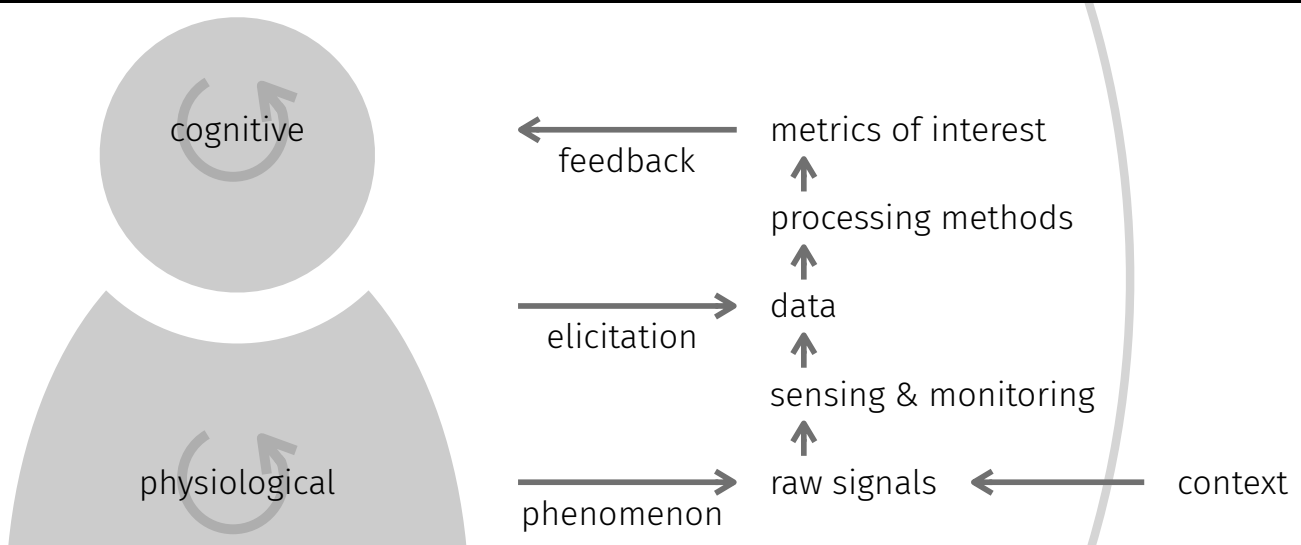 cognitive
metrics of interest
feedback
processing methods
data
elicitation
sensing & monitoring
physiological
raw signals
context
phenomenon